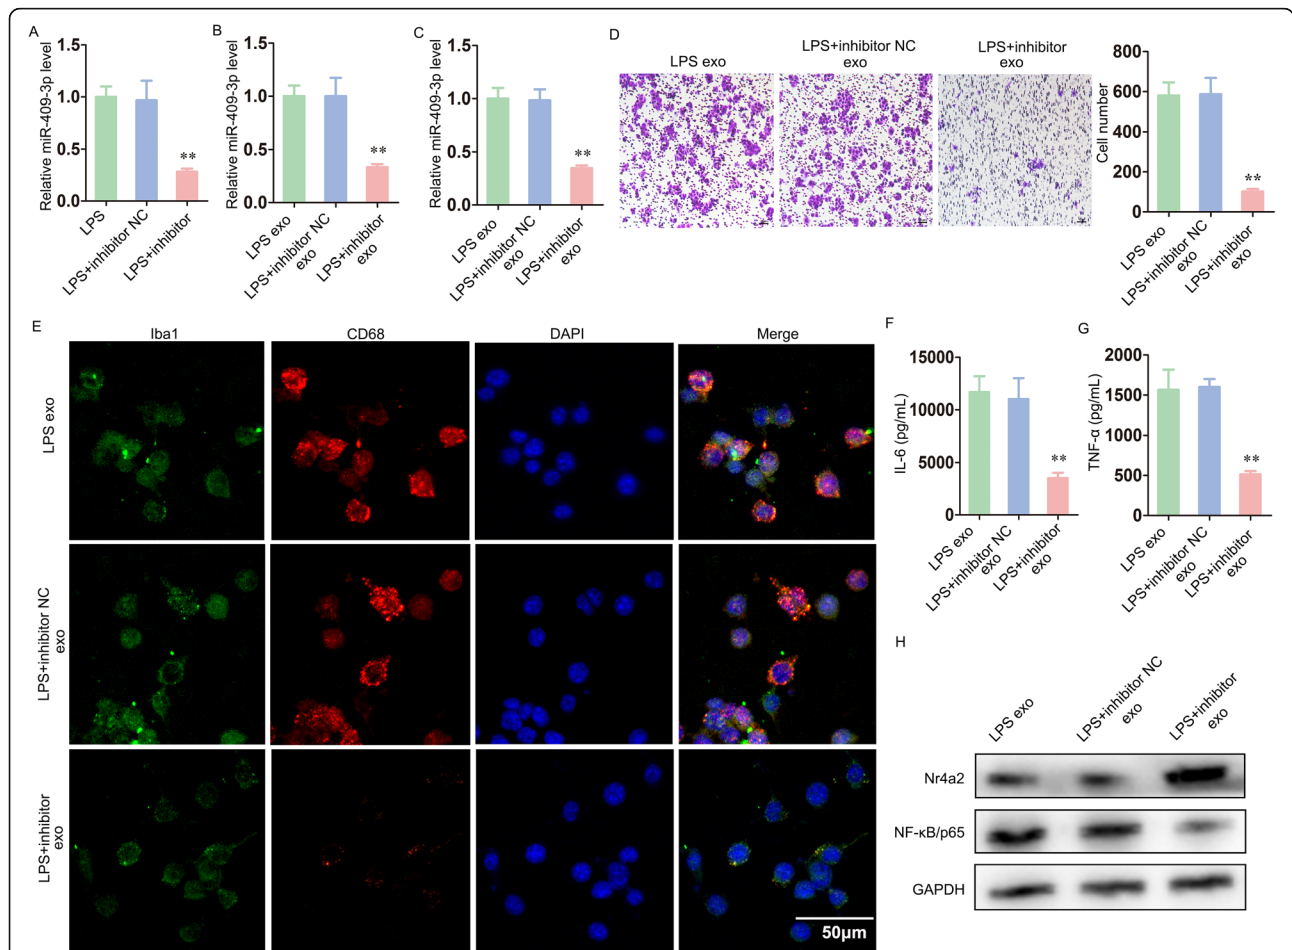 A
Relative miR-409-3p level
1.5
1.0
0.5
0.0
**
LPS
LPS+inhibitor NC
LPS+inhibitor
B
Relative miR-409-3p level
1.5
1.0
0.5
0.0
**
LPS exo
LPS+inhibitor NC
exo
LPS+inhibitor
exo
C
Relative miR-409-3p level
1.5
1.0
0.5
0.0
**
LPS exo
LPS+inhibitor NC
exo
LPS+inhibitor
exo
D
LPS exo
LPS+inhibitor NC
exo
LPS+inhibitor
exo
Cell number
800
600
400
200
0
**
LPS exo
LPS+inhibitor NC
exo
LPS+inhibitor
exo
E
Iba1
CD68
DAPI
Merge
LPS exo
LPS+inhibitor NC
exo
LPS+inhibitor
exo
50μm
F
IL-6 (pg/mL)
15000
10000
5000
0
**
LPS exo
LPS+inhibitor NC
exo
LPS+inhibitor
exo
G
TNF-α (pg/mL)
2000
1500
1000
500
0
**
LPS exo
LPS+inhibitor NC
exo
LPS+inhibitor
exo
H
LPS exo
LPS+inhibitor NC
exo
LPS+inhibitor
exo
Nr4a2
NF-κB/p65
GAPDH